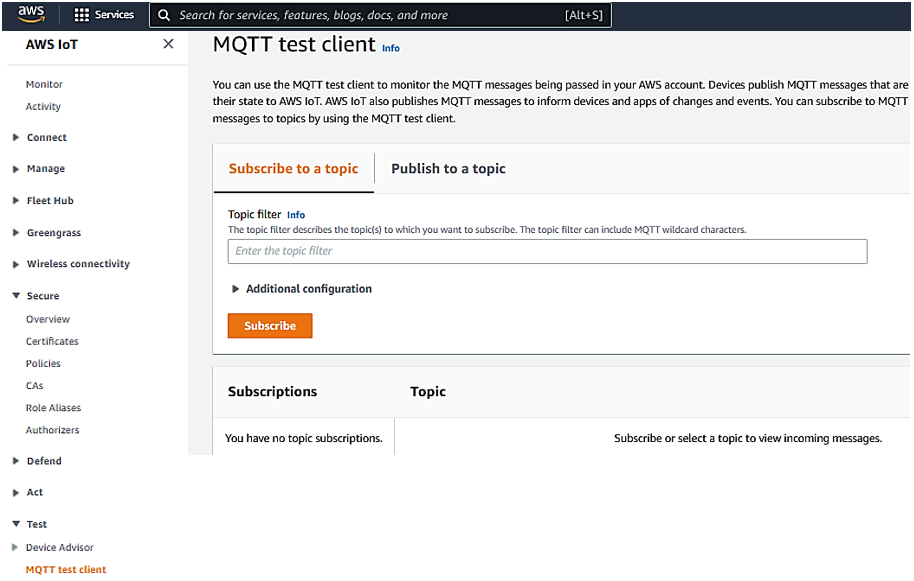 aws
Services
Search for services, features, blogs, docs, and more
[Alt+S]
AWS IoT
Monitor
Activity
Connect
Manage
Fleet Hub
Greengrass
Wireless connectivity
Secure
Overview
Certificates
Policies
CAs
Role Aliases
Authorizers
Defend
Act
Test
Device Advisor
MQTT test client
MQTT test client Info
You can use the MQTT test client to monitor the MQTT messages being passed in your AWS account. Devices publish MQTT messages that are
their state to AWS IoT. AWS IoT also publishes MQTT messages to inform devices and apps of changes and events. You can subscribe to MQTT
messages to topics by using the MQTT test client.
Subscribe to a topic
Publish to a topic
Topic filter Info
The topic filter describes the topic(s) to which you want to subscribe. The topic filter can include MQTT wildcard characters.
Enter the topic filter
Additional configuration
Subscribe
Subscriptions
Topic
You have no topic subscriptions.
Subscribe or select a topic to view incoming messages.